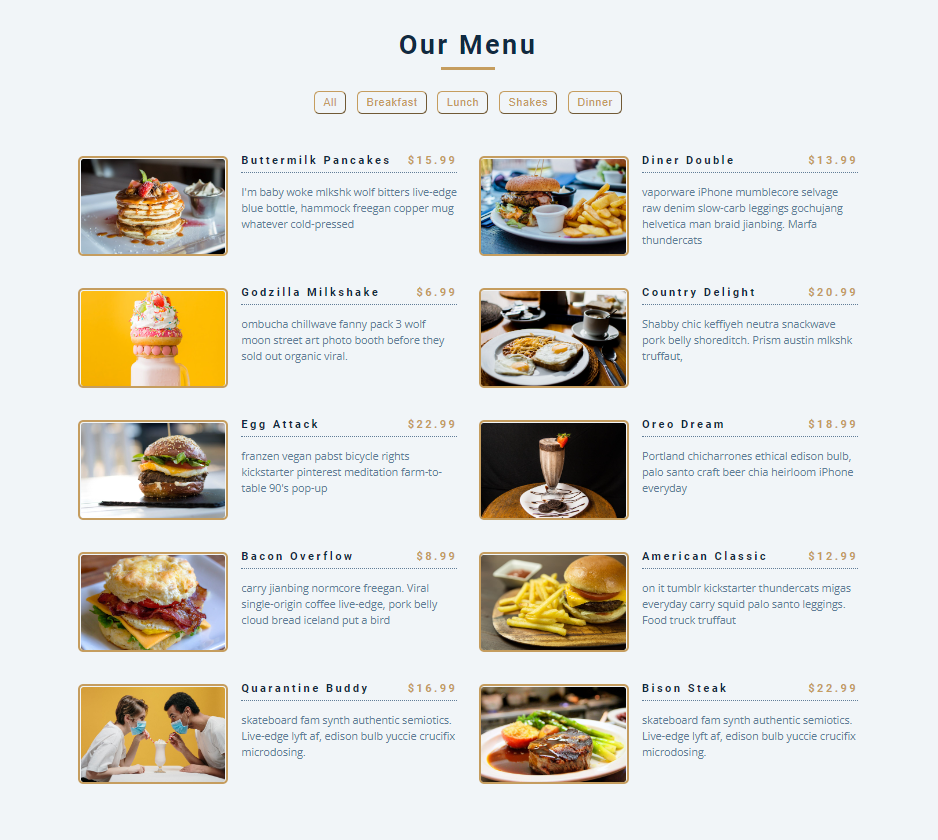 Our Menu
All Breakfast Lunch Shakes Dinner
Buttermilk Pancakes $15.99
I'm baby woke mlkshk wolf bitters live-edge
blue bottle, hammock freegan copper mug
whatever cold-pressed
Diner Double $13.99
vaporware iPhone mumblecore selvage
raw denim slow-carb leggings gochujang
helvetica man braid jianbing. Marfa
thundercats
Godzilla Milkshake $6.99
ombucha chillwave fanny pack 3 wolf
moon street art photo booth before they
sold out organic viral.
Country Delight $20.99
Shabby chic keffiyeh neutra snackwave
pork belly shoreditch. Prism austin mlkshk
truffaut,
Egg Attack $22.99
franzen vegan pabst bicycle rights
kickstarter pinterest meditation farm-to-
table 90's pop-up
Oreo Dream $18.99
Portland chicharrones ethical edison bulb,
palo santo craft beer chia heirloom iPhone
everyday
Bacon Overflow $8.99
carry jianbing normcore freegan. Viral
single-origin coffee live-edge, pork belly
cloud bread iceland put a bird
American Classic $12.99
on it tumblr kickstarter thundercats migas
everyday carry squid palo santo leggings.
Food truck truffaut
Quarantine Buddy $16.99
skateboard fam synth authentic semiotics.
Live-edge lyft af, edison bulb yuccie crucifix
microdosing.
Bison Steak $22.99
skateboard fam synth authentic semiotics.
Live-edge lyft af, edison bulb yuccie crucifix
microdosing.